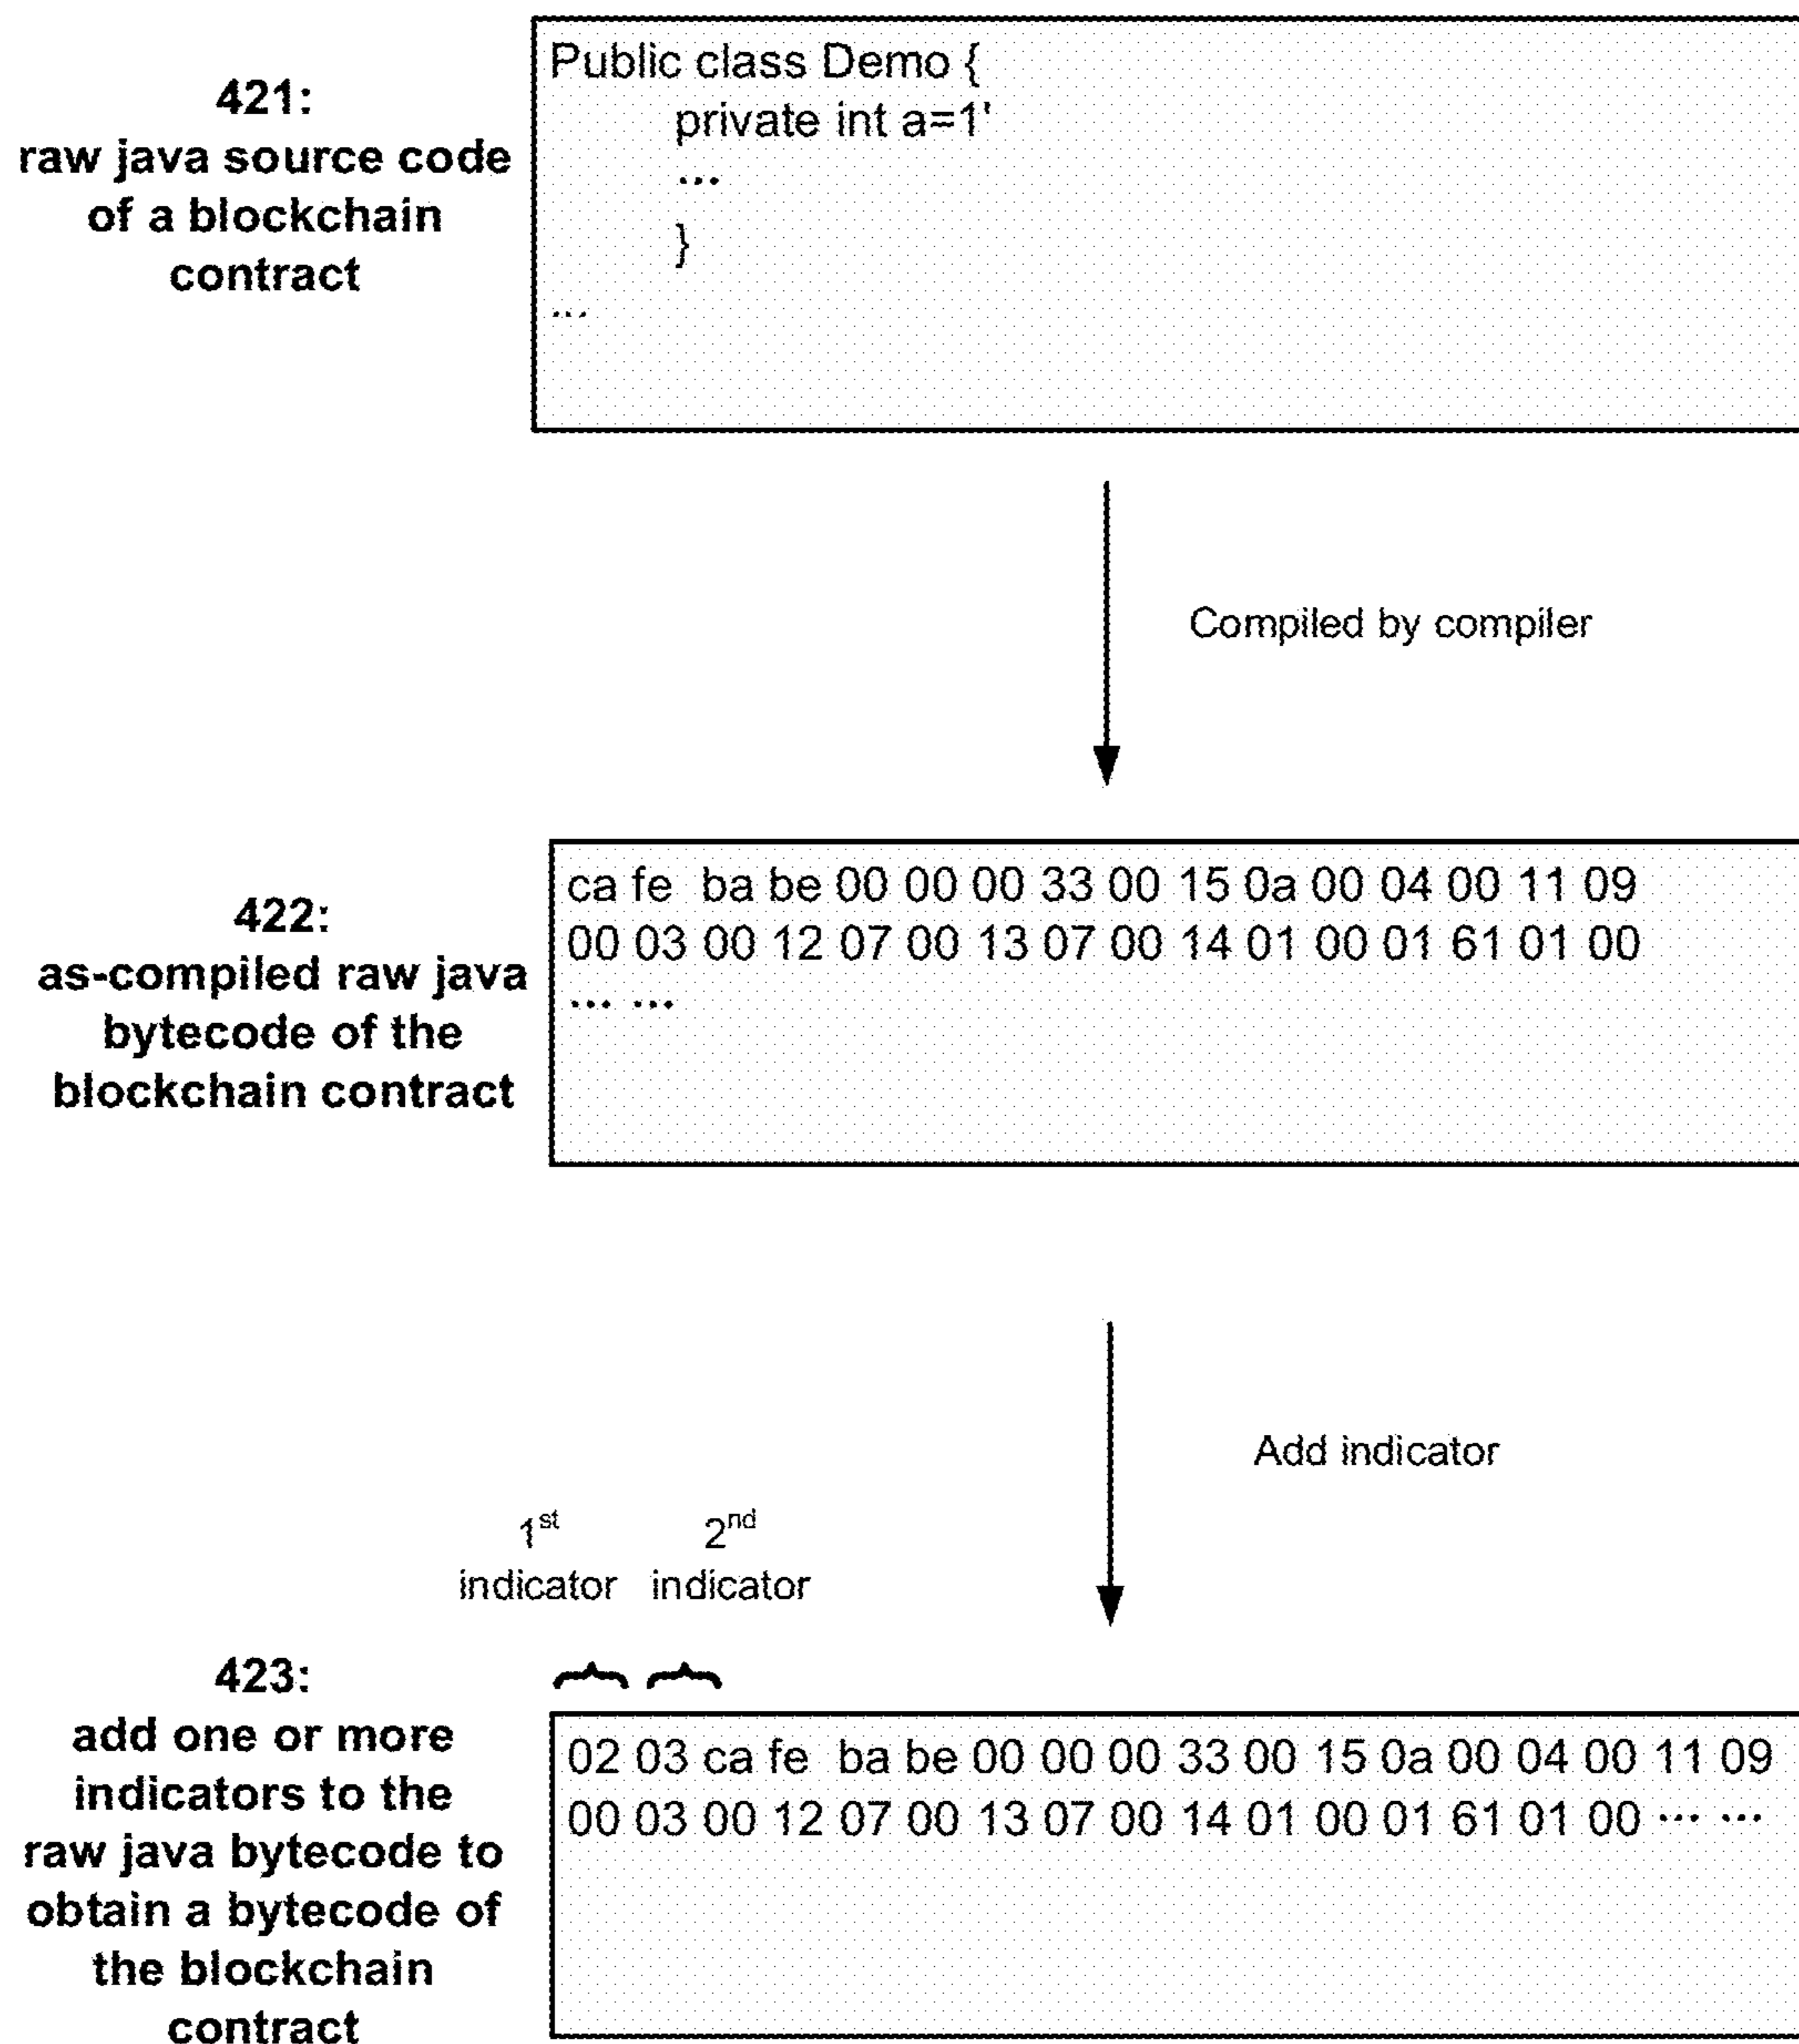 421:
raw java source code
of a blockchain
contract
Public class Demo {
private int a=1'
...
}
...
Compiled by compiler
422:
as-compiled raw java
bytecode of the
blockchain contract
ca fe ba be 00 00 00 33 00 15 0a 00 04 00 11 09
00 03 00 12 07 00 13 07 00 14 01 00 01 61 01 00
... ...
Add indicator
1st 2nd
indicator indicator
423:
add one or more
indicators to the
raw java bytecode to
obtain a bytecode of
the blockchain
contract
02 03 ca fe ba be 00 00 00 33 00 15 0a 00 04 00 11 09
00 03 00 12 07 00 13 07 00 14 01 00 01 61 01 00 ... ...